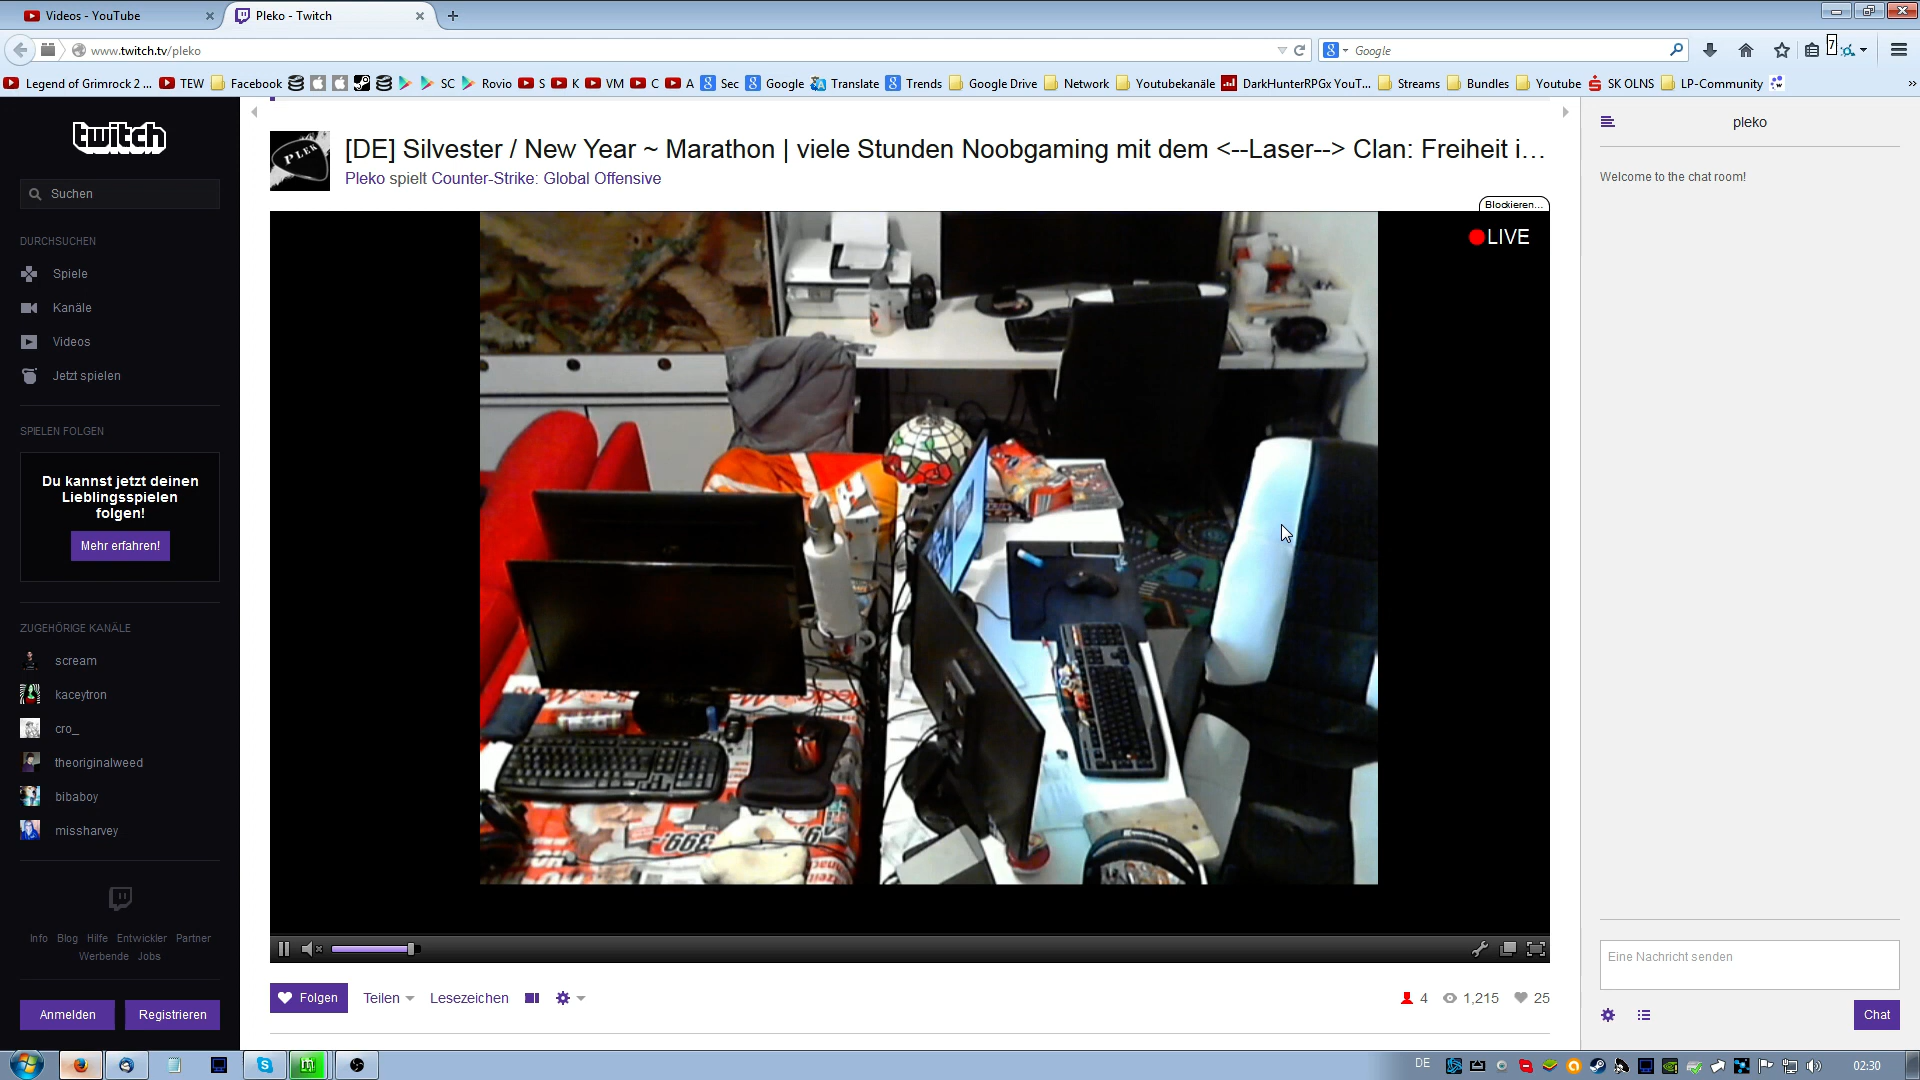 Videos - YouTube
Pleko - Twitch
www.twitch.tv/pleko
Google
7
Legend of Grimrock 2 ...
TEW
Facebook
SC
Rovio
S
K
VM
C
A
Sec
Google
Translate
Trends
Google Drive
Network
Youtubekanäle
DarkHunterRPGx YouT...
Streams
Bundles
Youtube
SK OLNS
LP-Community
twitch
Suchen
DURCHSUCHEN
Spiele
Kanäle
Videos
Jetzt spielen
SPIELEN FOLGEN
Du kannst jetzt deinen
Lieblingsspielen
folgen!
Mehr erfahren!
ZUGEHÖRIGE KANÄLE
scream
kaceytron
cro_
theoriginalweed
bibaboy
missharvey
Info Blog Hilfe Entwickler Partner
Werbende Jobs
Anmelden
Registrieren
PLEK
[DE] Silvester / New Year ~ Marathon | viele Stunden Noobgaming mit dem <--Laser--> Clan: Freiheit i...
Pleko spielt Counter-Strike: Global Offensive
Blockieren...
LIVE
399,-
Folgen
Teilen
Lesezeichen
4
1,215
25
pleko
Welcome to the chat room!
Eine Nachricht senden
Chat
DE
02:30